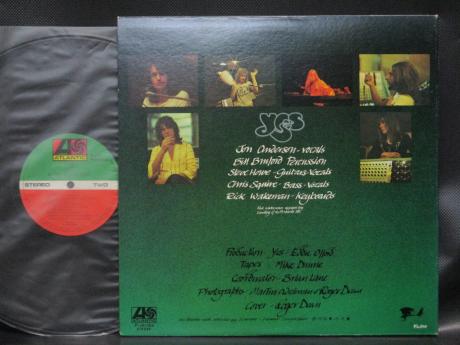 yes
Jon Anderson - vocals
Bill Bruford Percussion
Steve Howe - Guitars Vocals
Chris Squire - Bass - Vocals
Rick Wakeman - Keyboards
Production - Yes - Eddie Offord
Tapes - Mike Dunne
Coordinator - Brian Lane
Photographs - Martin Adelman & Roger Dean
Cover - Roger Dean
ATLANTIC
STEREO
TWO
ATLANTIC